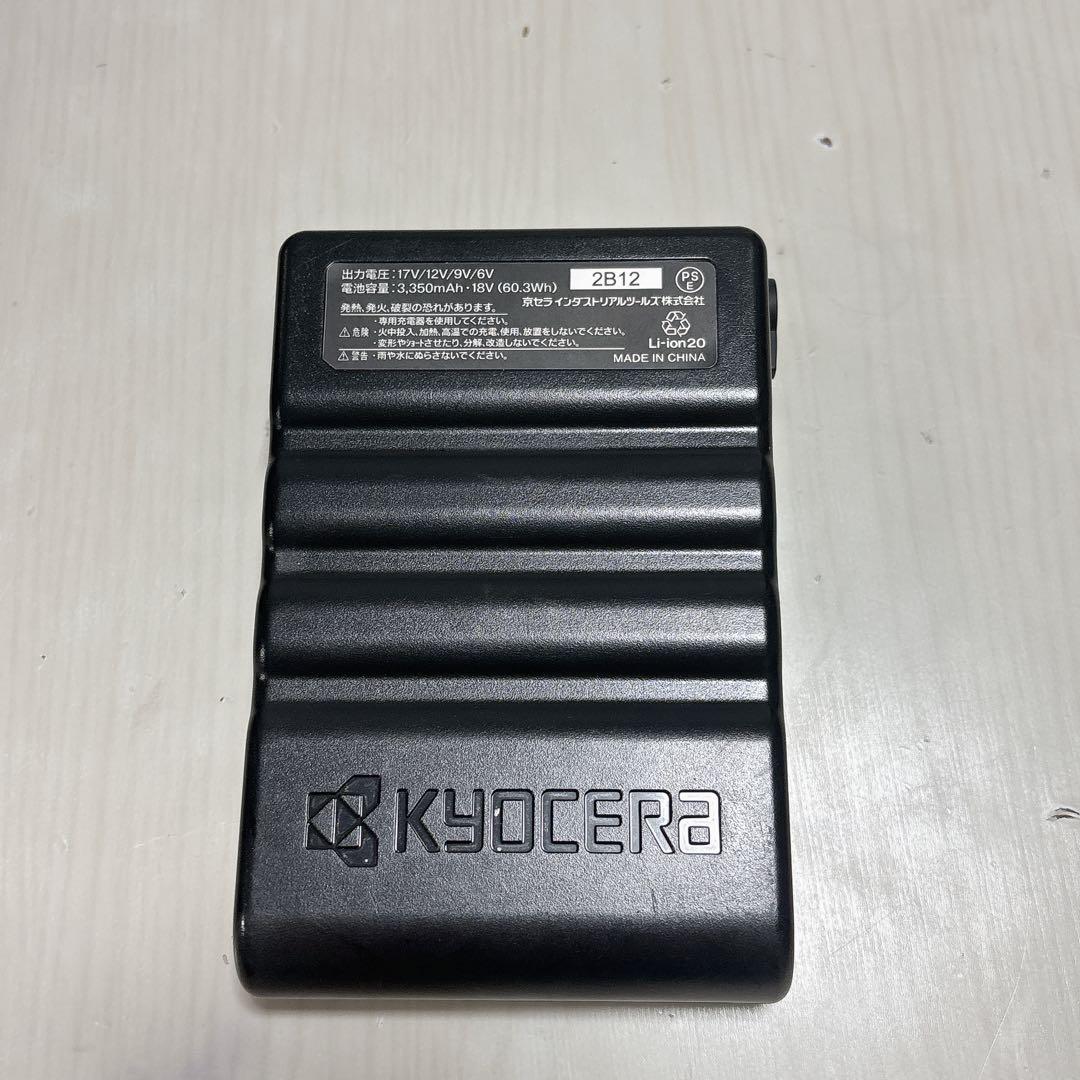 出力電圧:17V/12V/9V/6V
電池容量:3,350mAh・18V (60.3Wh)
2B12
PS
E
京セラインダストリアルツールズ株式会社
発熱、発火、破裂の恐れがあります。
・専用充電器を使用してください。
⚠危険 ・火中投入、加熱、高温での充電、使用、放置をしないでください。
・変形やショートさせたり、分解、改造しないでください。
⚠警告 ・雨や水にぬらさないでください。
Li-ion20
MADE IN CHINA
KYOCERA